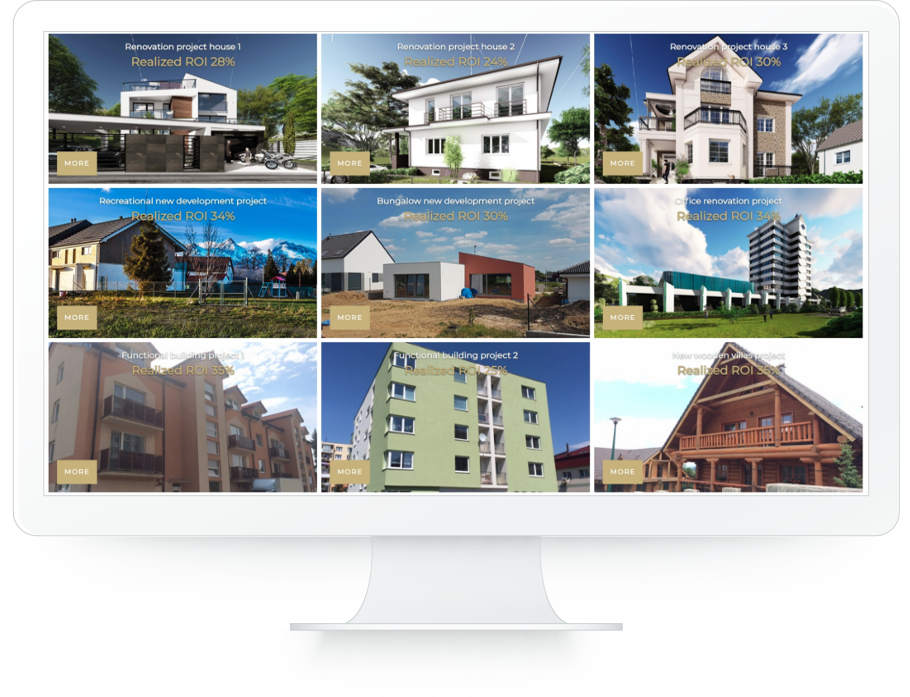 Renovation project house 1
Realized ROI 28%
MORE
Renovation project house 2
Realized ROI 24%
MORE
Renovation project house 3
Realized ROI 30%
MORE
Recreational new development project
Realized ROI 34%
MORE
Bungalow new development project
Realized ROI 30%
MORE
Office renovation project
Realized ROI 34%
MORE
Functional building project 1
Realized ROI 35%
MORE
Functional building project 2
Realized ROI 25%
MORE
New wooden villas project
Realized ROI 35%
MORE